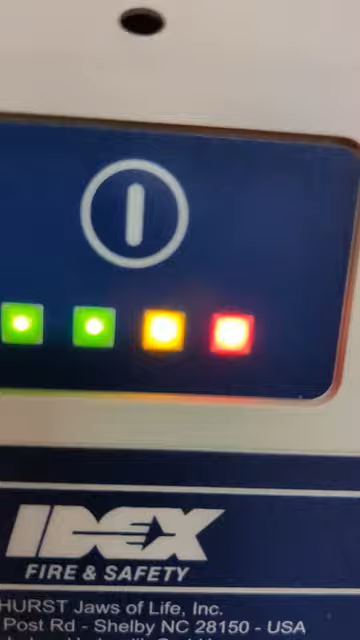 IDEX
FIRE & SAFETY
HURST Jaws of Life, Inc.
Post Rd - Shelby NC 28150 - USA